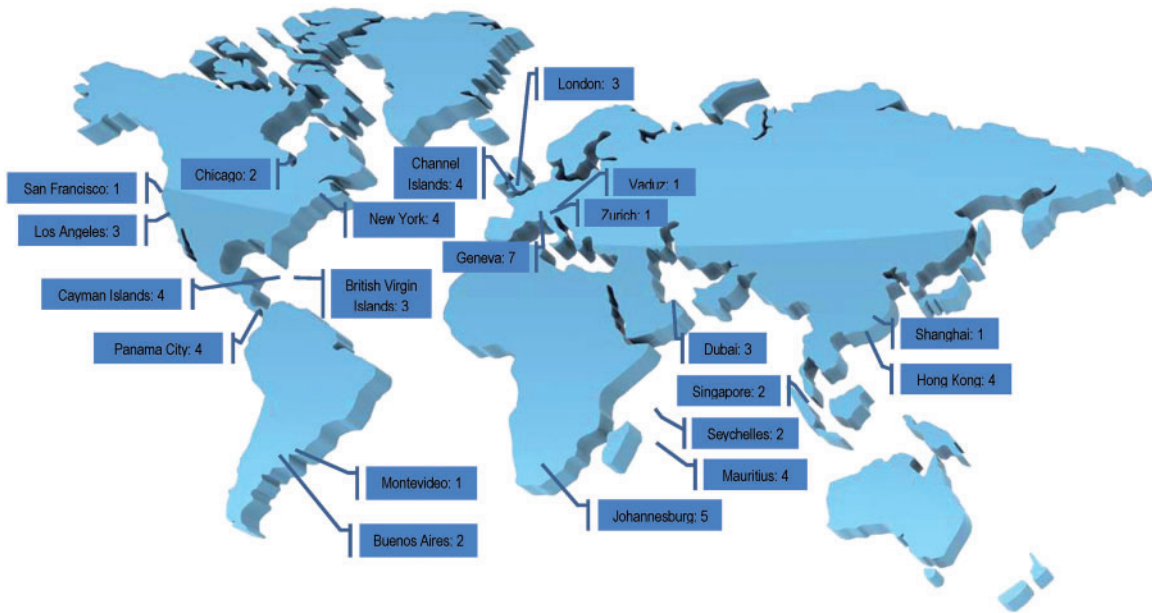 London: 3
Chicago: 2
Channel
Islands: 4
Vaduz: 1
San Francisco: 1
New York: 4
Zurich: 1
Los Angeles: 3
Geneva: 7
Cayman Islands: 4
British Virgin
Islands: 3
Panama City: 4
Dubai: 3
Shanghai: 1
Singapore: 2
Hong Kong: 4
Seychelles: 2
Mauritius: 4
Montevideo: 1
Johannesburg: 5
Buenos Aires: 2